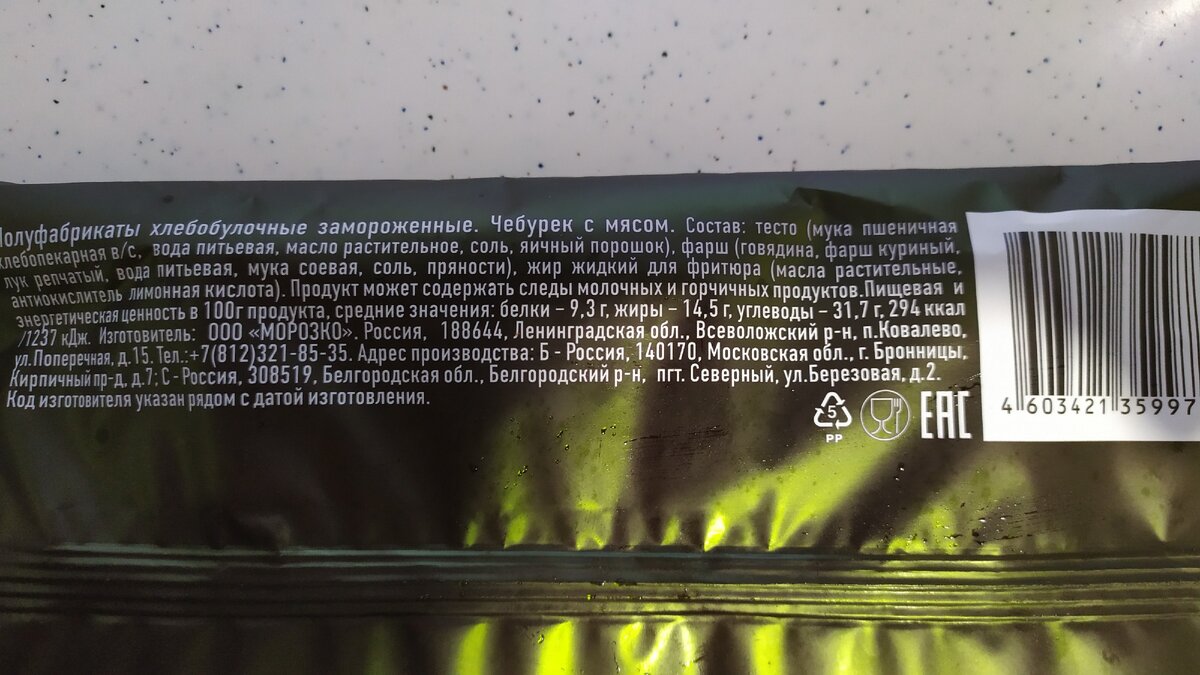 Полуфабрикаты хлебобулочные замороженные. Чебурек с мясом. Состав: тесто (мука пшеничная
хлебопекарная в/с, вода питьевая, масло растительное, соль, яичный порошок), фарш (говядина, фарш куриный,
лук репчатый, вода питьевая, мука соевая, соль, пряности), жир жидкий для фритюра (масла растительные,
антиокислитель лимонная кислота). Продукт может содержать следы молочных и горчичных продуктов.Пищевая и
энергетическая ценность в 100г продукта, средние значения: белки – 9,3 г, жиры – 14,5 г, углеводы – 31,7 г, 294 ккал
/1237 кДж. Изготовитель: ООО «МОРОЗКО». Россия, 188644, Ленинградская обл., Всеволожский р-н, п.Ковалево,
ул.Поперечная, д.15. Тел.:+7(812)321-85-35. Адрес производства: Б - Россия, 140170, Московская обл., г. Бронницы,
Кирпичный пр-д, д.7; С - Россия, 308519, Белгородская обл., Белгородский р-н, пгт. Северный, ул.Березовая, д.2.
Код изготовителя указан рядом с датой изготовления.
5
PP
EAC
4 603421 35997